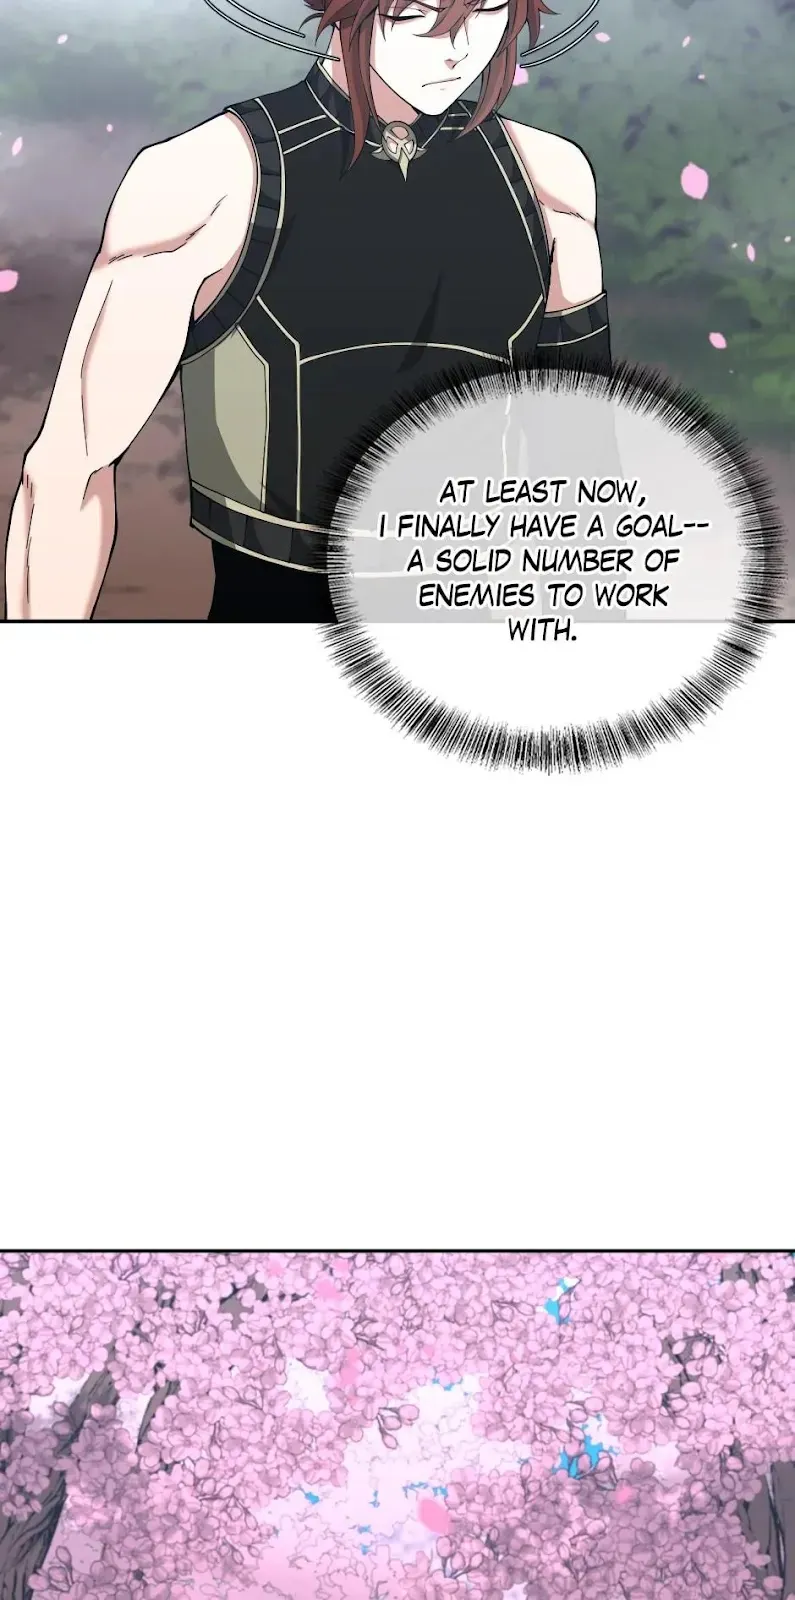 AT LEAST NOW,
I FINALLY HAVE A GOAL--
A SOLID NUMBER OF
ENEMIES TO WORK
WITH.